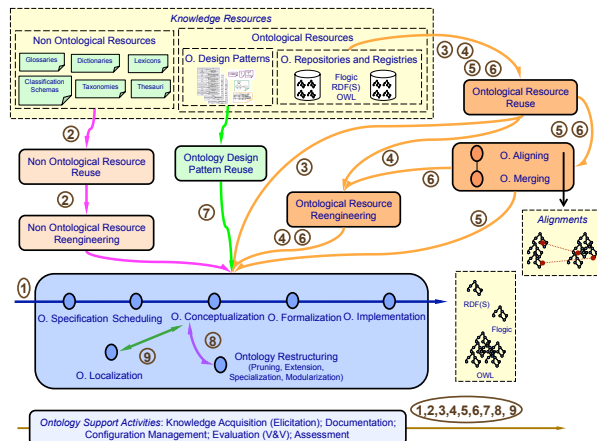 Knowledge Resources
Non Ontological Resources
Glossaries
Dictionaries
Lexicons
Classification
Schemas
Taxonomies
Thesauri
Ontological Resources
O. Design Patterns
O. Repositories and Registries
Flogic
RDF(S)
OWL
3 4
5 6
Ontological Resource
Reuse
5 6
2
Non Ontological Resource
Reuse
2
Non Ontological Resource
Reengineering
Ontology Design
Pattern Reuse
7
3
4
6
Ontological Resource
Reengineering
4 6
5
O. Aligning
O. Merging
Alignments
1
O. Specification
Scheduling
O. Conceptualization
O. Formalization
O. Implementation
9
8
O. Localization
Ontology Restructuring
(Pruning, Extension,
Specialization, Modularization)
RDF(S)
Flogic
OWL
1,2,3,4,5,6,7,8, 9
Ontology Support Activities: Knowledge Acquisition (Elicitation); Documentation;
Configuration Management; Evaluation (V&V); Assessment